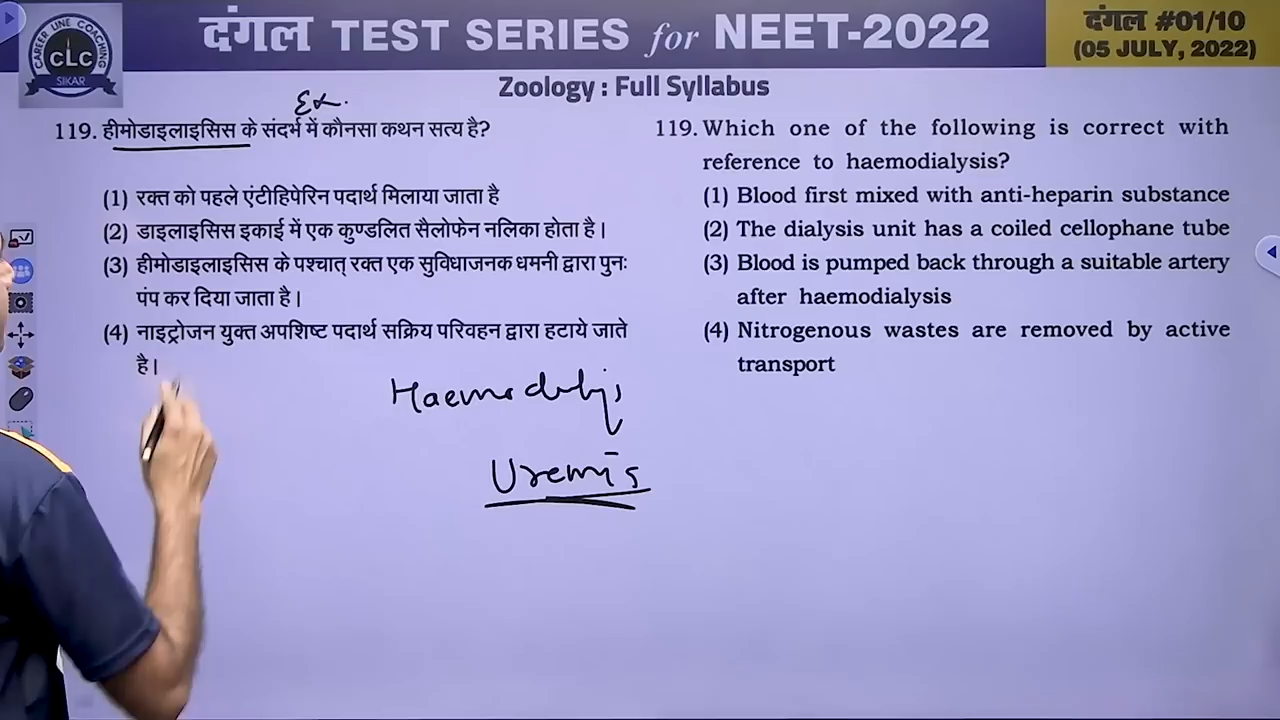 दंगल TEST SERIES for NEET-2022
दंगल #01/10
(05 JULY, 2022)
CAREER LINE COACHING
CLC
SIKAR
Zoology : Full Syllabus
119. हीमोडाइलाइसिस के संदर्भ में कौनसा कथन सत्य है?
(1) रक्त को पहले एंटीहिपेरिन पदार्थ मिलाया जाता है
(2) डाइलाइसिस इकाई में एक कुण्डलित सैलोफेन नलिका होता है।
(3) हीमोडाइलाइसिस के पश्चात् रक्त एक सुविधाजनक धमनी द्वारा पुनः
पंप कर दिया जाता है।
(4) नाइट्रोजन युक्त अपशिष्ट पदार्थ सक्रिय परिवहन द्वारा हटाये जाते
है।
119. Which one of the following is correct with
reference to haemodialysis?
(1) Blood first mixed with anti-heparin substance
(2) The dialysis unit has a coiled cellophane tube
(3) Blood is pumped back through a suitable artery
after haemodialysis
(4) Nitrogenous wastes are removed by active
transport